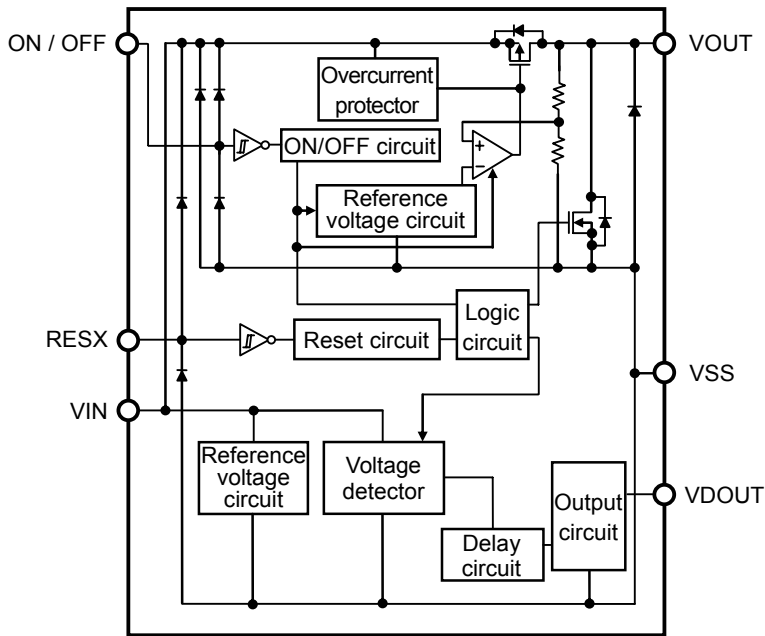 ON / OFF
VOUT
Overcurrent
protector
+
−
ON/OFF circuit
Reference
voltage circuit
Logic
circuit
RESX
Reset circuit
VSS
VIN
Reference
voltage
circuit
Voltage
detector
Output
circuit
VDOUT
Delay
circuit